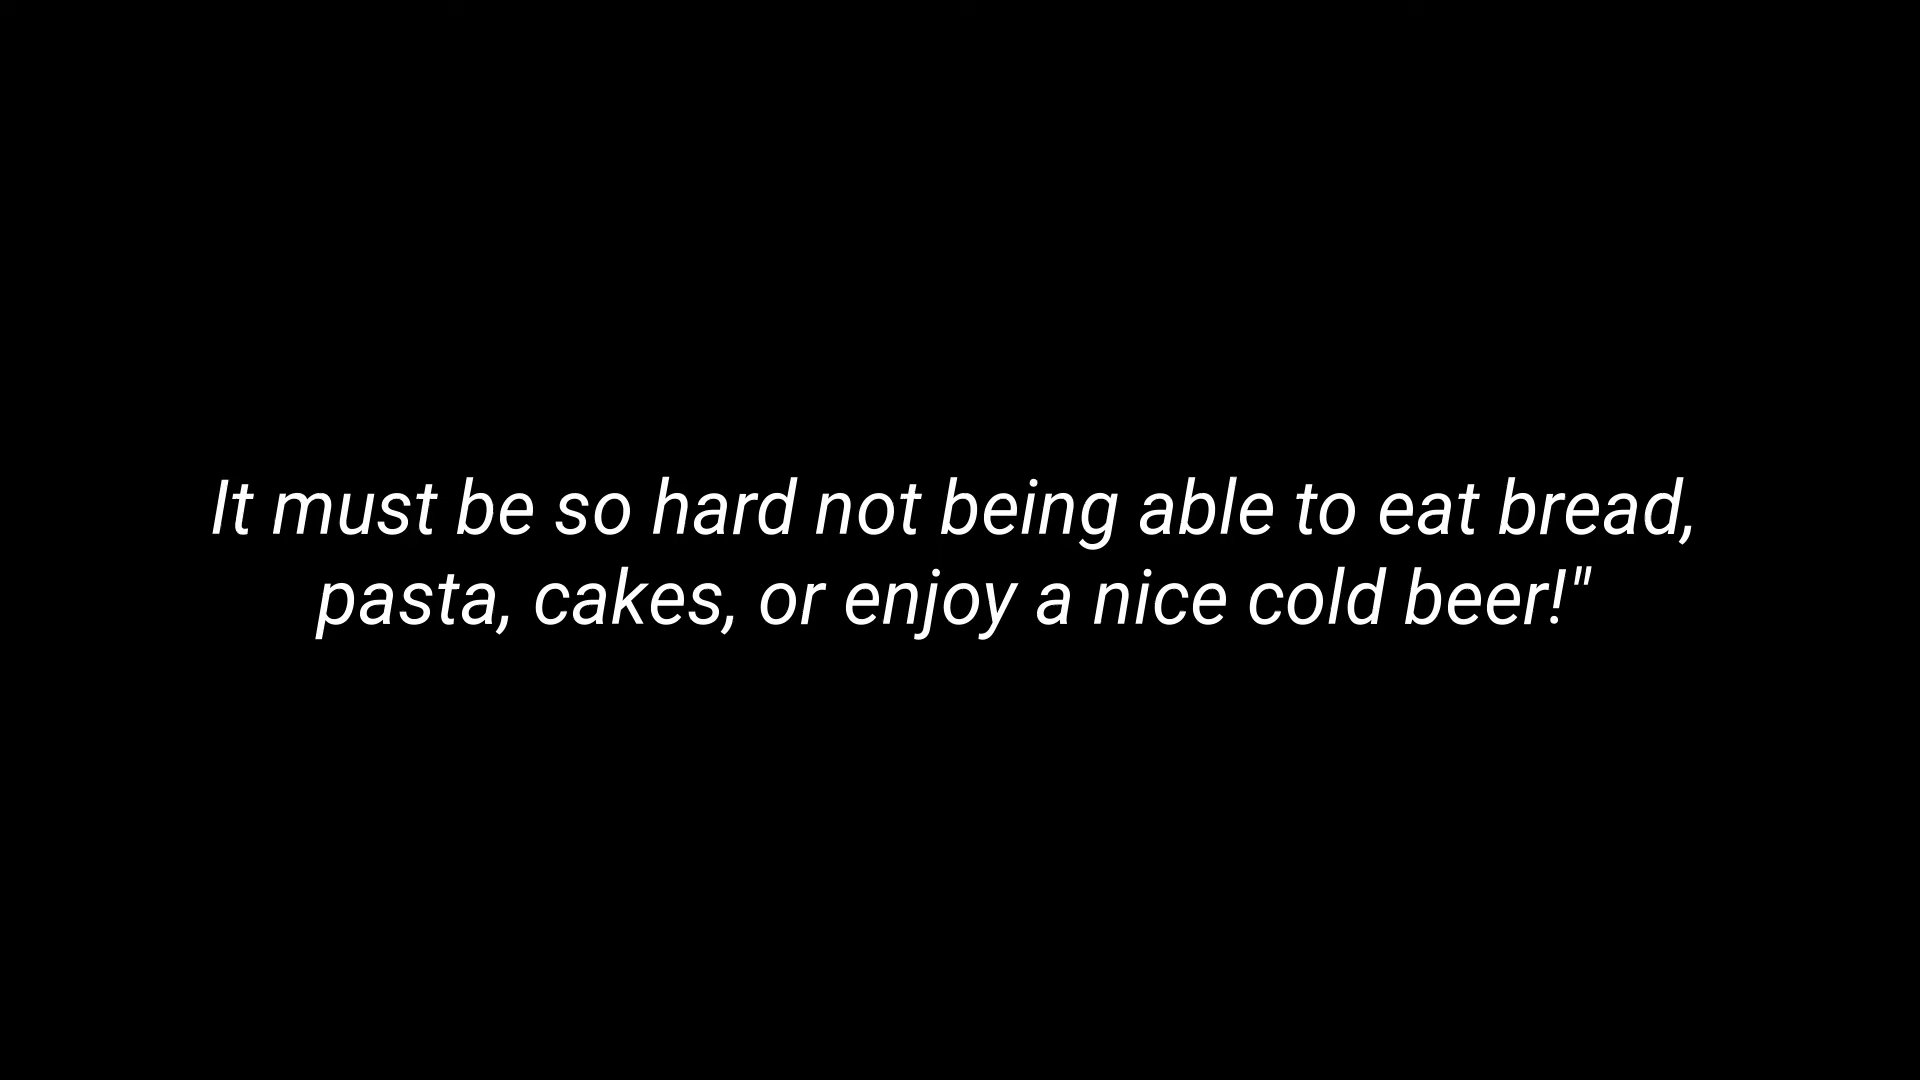 It must be so hard not being able to eat bread,
pasta, cakes, or enjoy a nice cold beer!"